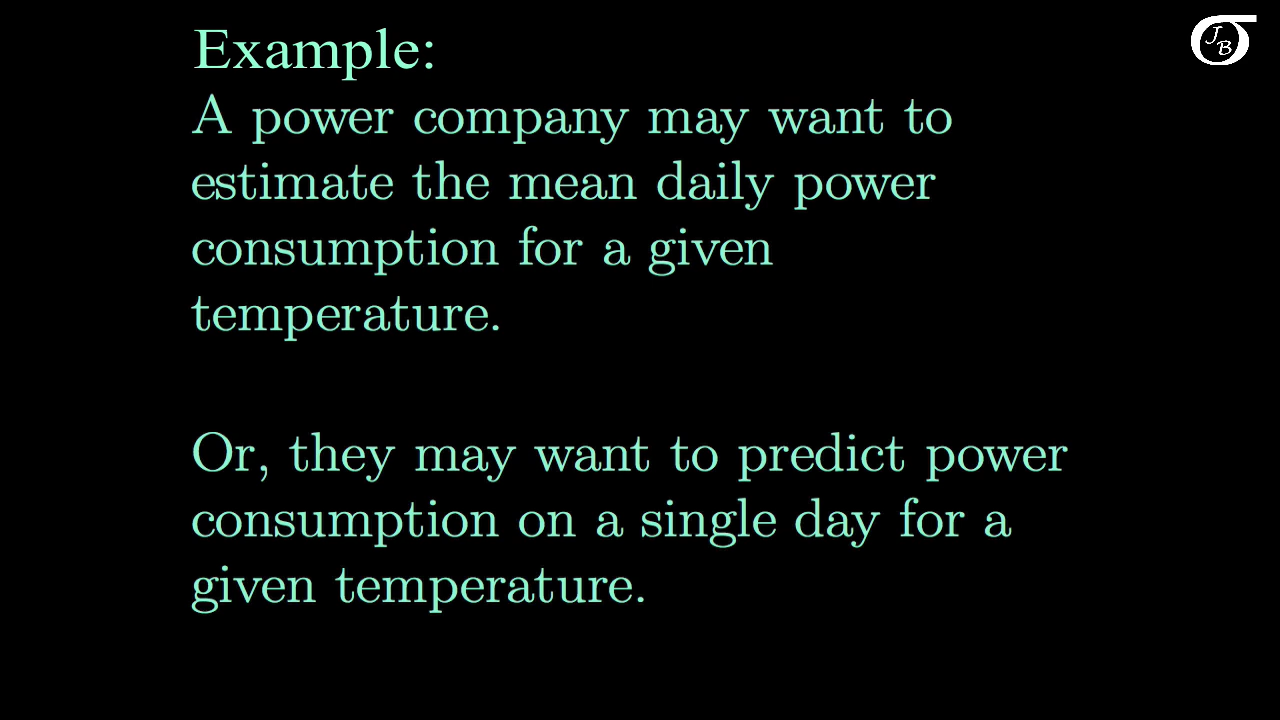 Example:
A power company may want to
estimate the mean daily power
consumption for a given
temperature.
Or, they may want to predict power
consumption on a single day for a
given temperature.
JB